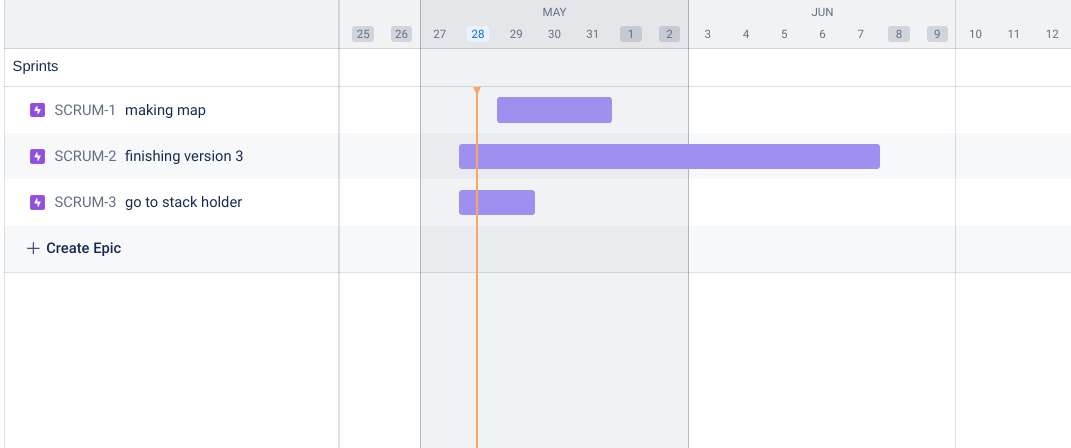 MAY JUN
25 26 27 28 29 30 31 1 2 3 4 5 6 7 8 9 10 11 12
Sprints
SCRUM-1 making map
SCRUM-2 finishing version 3
SCRUM-3 go to stack holder
+ Create Epic